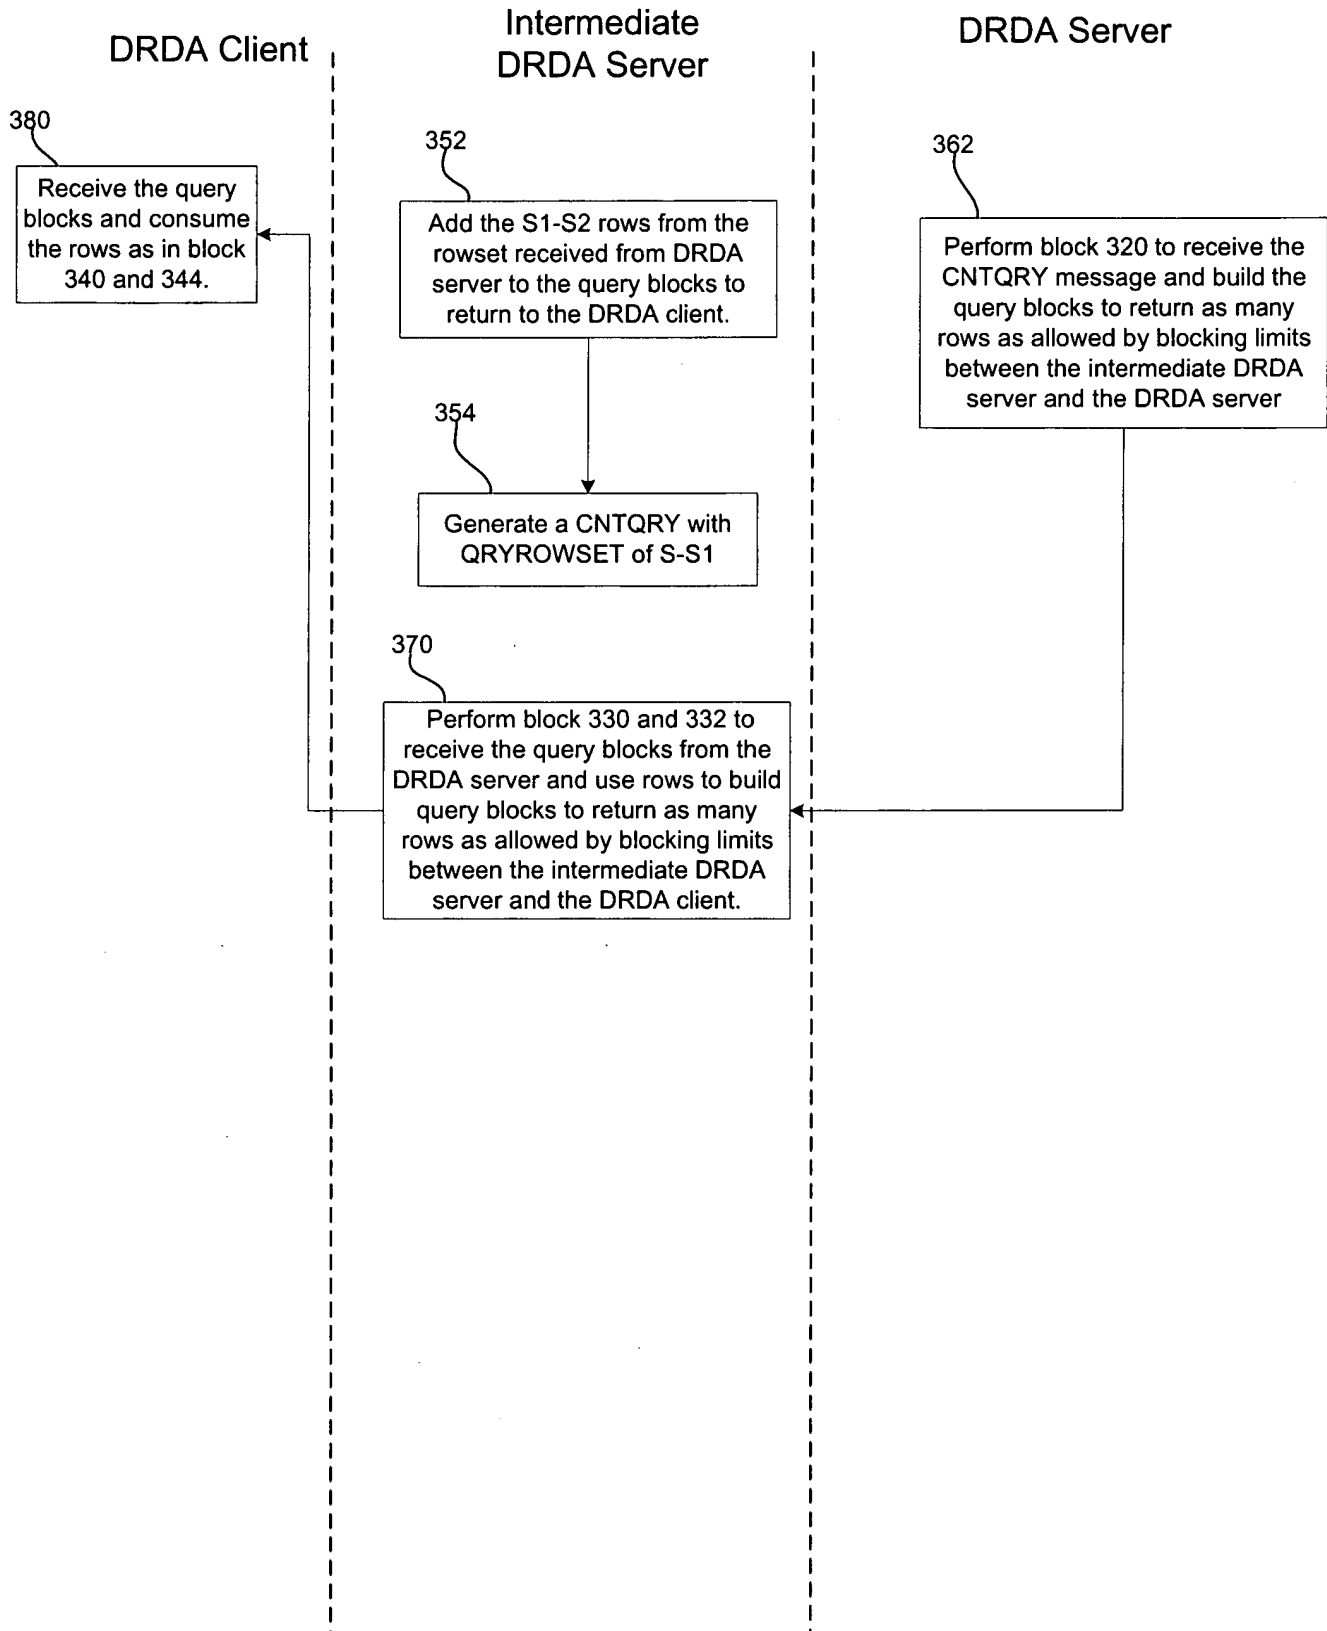 DRDA Client
Intermediate
DRDA Server
DRDA Server
380
Receive the query
blocks and consume
the rows as in block
340 and 344.
352
Add the S1-S2 rows from the
rowset received from DRDA
server to the query blocks to
return to the DRDA client.
362
Perform block 320 to receive the
CNTQRY message and build the
query blocks to return as many
rows as allowed by blocking limits
between the intermediate DRDA
server and the DRDA server
354
Generate a CNTQRY with
QRYROWSET of S-S1
370
Perform block 330 and 332 to
receive the query blocks from the
DRDA server and use rows to build
query blocks to return as many
rows as allowed by blocking limits
between the intermediate DRDA
server and the DRDA client.